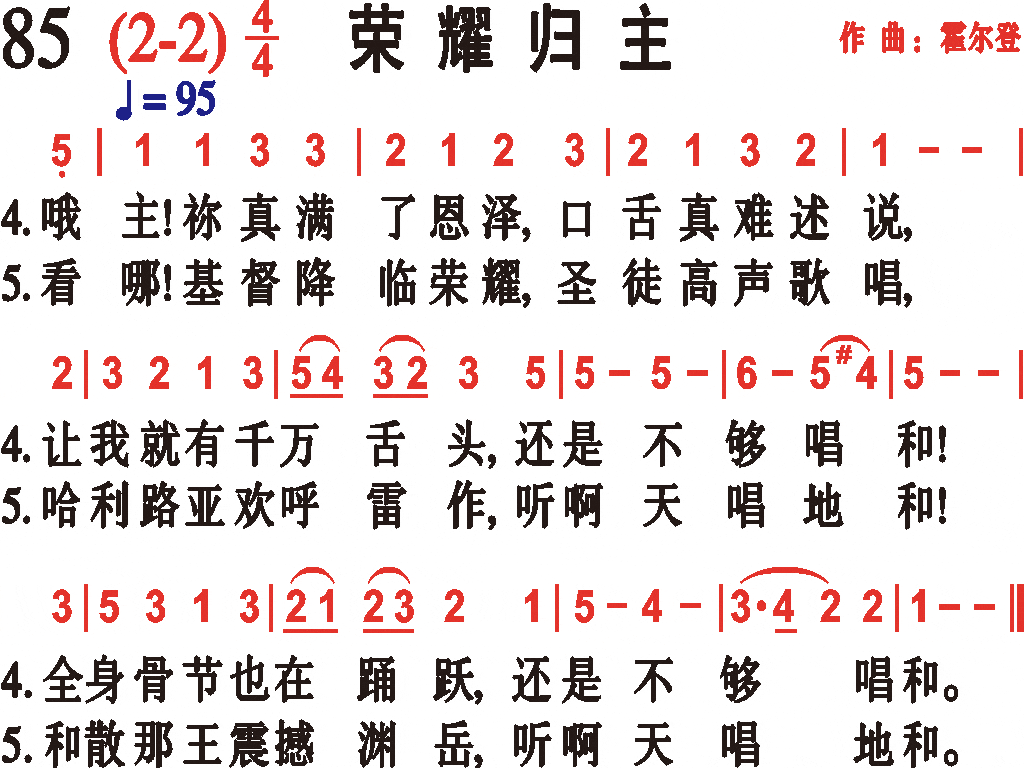 85 (2-2) 4/4 荣耀归主 作曲：霍尔登
♩=95
5̣ | 1 1 3 3 | 2 1 2 3 | 2 1 3 2 | 1 - - |
4.哦主!祢真满了恩泽,口舌真难述说,
5.看哪!基督降临荣耀,圣徒高声歌唱,
2 | 3 2 1 3 | 5 4 3 2 3 5 | 5 - 5 - | 6 - 5 #4 | 5 - - |
4.让我就有千万舌头,还是不够唱和!
5.哈利路亚欢呼雷作,听啊天唱地和!
3 | 5 3 1 3 | 2 1 2 3 2 1 | 5 - 4 - | 3·4 2 2 | 1 - - ‖
4.全身骨节也在踊跃,还是不够唱和。
5.和散那王震撼渊岳,听啊天唱地和。